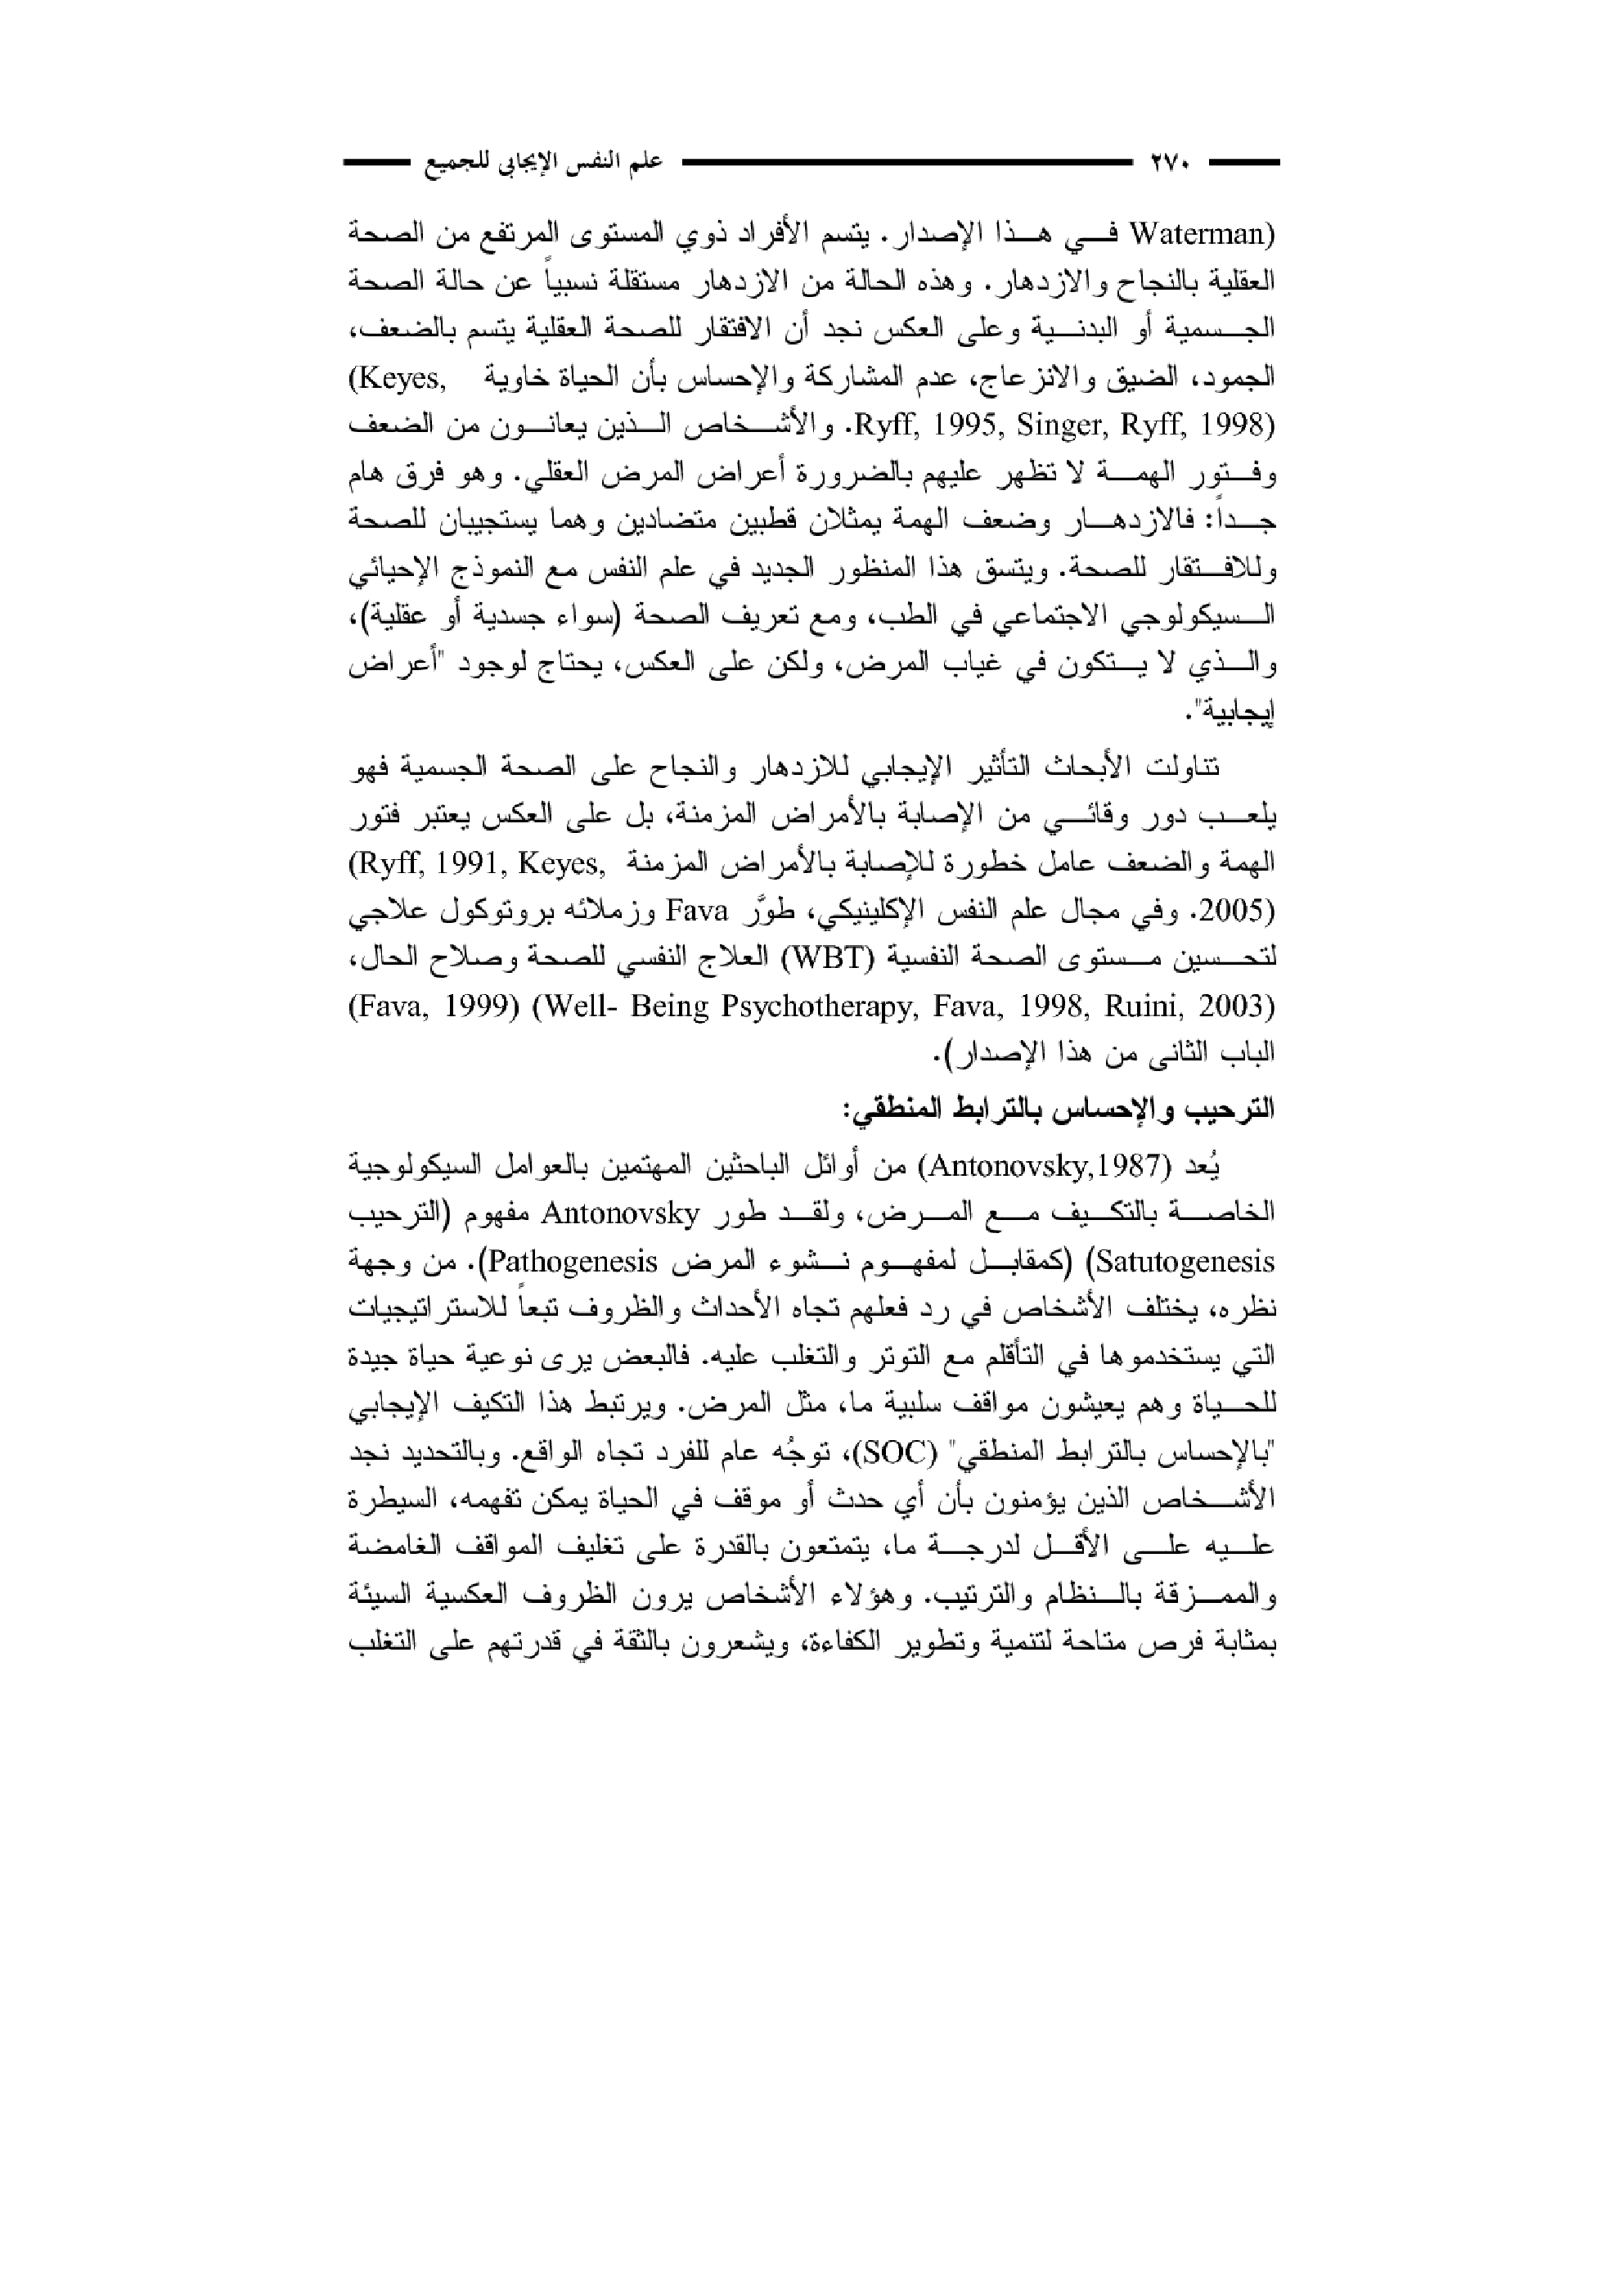 ٢٧٠ علم النفس الإيجابي للجميع
Waterman) في هذا الإصدار. يتسم الأفراد ذوي المستوى المرتفع من الصحة
العقلية بالنجاح والازدهار. وهذه الحالة من الازدهار مستقلة نسبياً عن حالة الصحة
الجسمية أو البدنية وعلى العكس نجد أن الافتقار للصحة العقلية يتسم بالضعف،
الجمود، الضيق والانزعاج، عدم المشاركة والإحساس بأن الحياة خاوية (Keyes,
Ryff, 1995, Singer, Ryff, 1998). والأشخاص الذين يعانون من الضعف
وفتور الهمة لا تظهر عليهم بالضرورة أعراض المرض العقلي. وهو فرق هام
جداً: فالازدهار وضعف الهمة يمثلان قطبين متضادين وهما يستجيبان للصحة
وللافتقار للصحة. ويتسق هذا المنظور الجديد في علم النفس مع النموذج الإحيائي
السيكولوجي الاجتماعي في الطب، ومع تعريف الصحة (سواء جسدية أو عقلية)،
والذي لا يتكون في غياب المرض، ولكن على العكس، يحتاج لوجود "أعراض
إيجابية".
تناولت الأبحاث التأثير الإيجابي للازدهار والنجاح على الصحة الجسمية فهو
يلعب دور وقائي من الإصابة بالأمراض المزمنة، بل على العكس يعتبر فتور
الهمة والضعف عامل خطورة للإصابة بالأمراض المزمنة (Ryff, 1991, Keyes,
2005). وفي مجال علم النفس الإكلينيكي، طوَّر Fava وزملائه بروتوكول علاجي
لتحسين مستوى الصحة النفسية (WBT) العلاج النفسي للصحة وصلاح الحال،
(Fava, 1999) (Well- Being Psychotherapy, Fava, 1998, Ruini, 2003)
الباب الثانى من هذا الإصدار).
الترحيب والإحساس بالترابط المنطقي:
يُعد (Antonovsky,1987) من أوائل الباحثين المهتمين بالعوامل السيكولوجية
الخاصة بالتكيف مع المرض، ولقد طور Antonovsky مفهوم (الترحيب
Satutogenesis) (كمقابل لمفهوم نشوء المرض Pathogenesis). من وجهة
نظره، يختلف الأشخاص في رد فعلهم تجاه الأحداث والظروف تبعاً للاستراتيجيات
التي يستخدموها في التأقلم مع التوتر والتغلب عليه. فالبعض يرى نوعية حياة جيدة
للحياة وهم يعيشون مواقف سلبية ما، مثل المرض. ويرتبط هذا التكيف الإيجابي
"بالإحساس بالترابط المنطقي" (SOC)، توجُه عام للفرد تجاه الواقع. وبالتحديد نجد
الأشخاص الذين يؤمنون بأن أي حدث أو موقف في الحياة يمكن تفهمه، السيطرة
عليه على الأقل لدرجة ما، يتمتعون بالقدرة على تغليف المواقف الغامضة
والممزقة بالنظام والترتيب. وهؤلاء الأشخاص يرون الظروف العكسية السيئة
بمثابة فرص متاحة لتنمية وتطوير الكفاءة، ويشعرون بالثقة في قدرتهم على التغلب